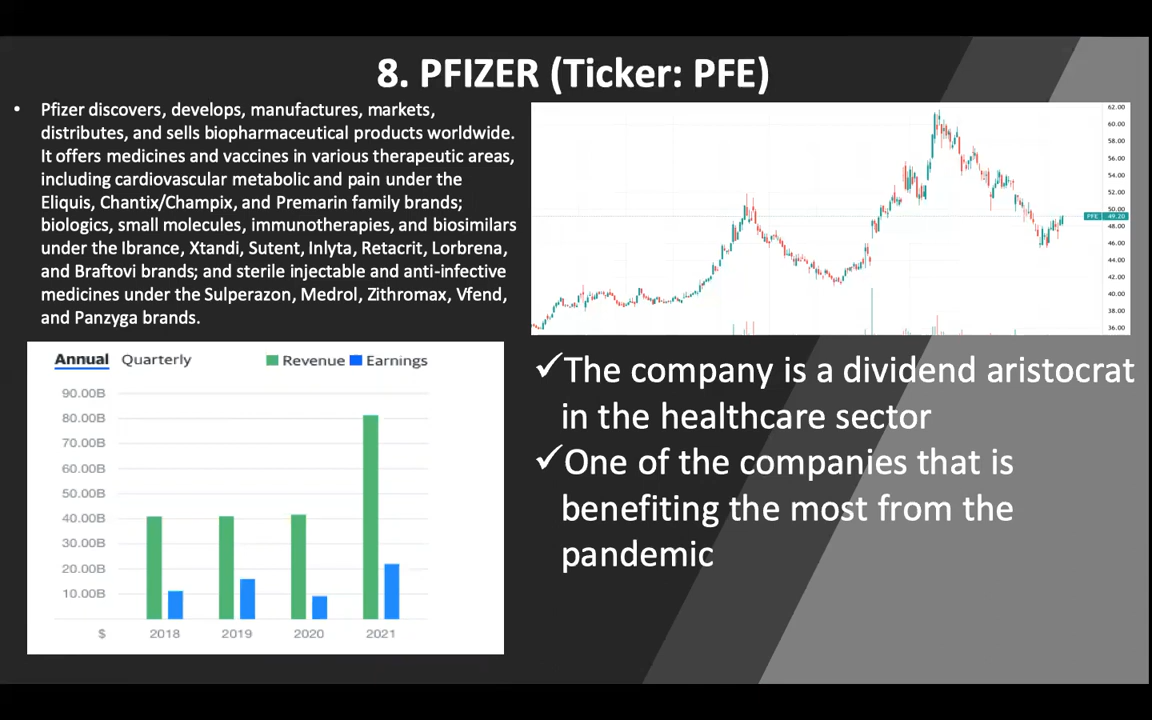 8. PFIZER (Ticker: PFE)
• Pfizer discovers, develops, manufactures, markets,
distributes, and sells biopharmaceutical products worldwide.
It offers medicines and vaccines in various therapeutic areas,
including cardiovascular metabolic and pain under the
Eliquis, Chantix/Champix, and Premarin family brands;
biologics, small molecules, immunotherapies, and biosimilars
under the Ibrance, Xtandi, Sutent, Inlyta, Retacrit, Lorbrena,
and Braftovi brands; and sterile injectable and anti-infective
medicines under the Sulperazon, Medrol, Zithromax, Vfend,
and Panzyga brands.
62.00
60.00
58.00
56.00
54.00
52.00
50.00
PFE 49.20
48.00
46.00
44.00
42.00
40.00
38.00
36.00
Annual Quarterly Revenue Earnings
90.00B
80.00B
70.00B
60.00B
50.00B
40.00B
30.00B
20.00B
10.00B
$ 2018 2019 2020 2021
✓The company is a dividend aristocrat
in the healthcare sector
✓One of the companies that is
benefiting the most from the
pandemic